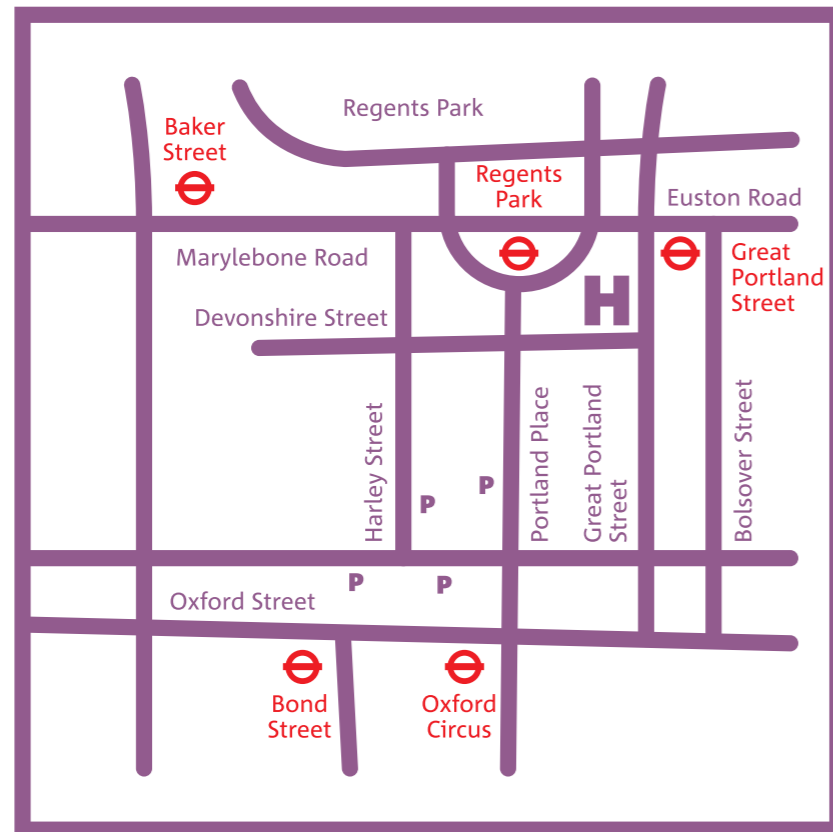 Regents Park
Baker
Street
Regents
Park
Euston Road
Marylebone Road
Great
Portland
Street
H
Devonshire Street
Harley Street
Portland Place
Great Portland
Street
Bolsover Street
P
P
P
P
Oxford Street
Bond
Street
Oxford
Circus